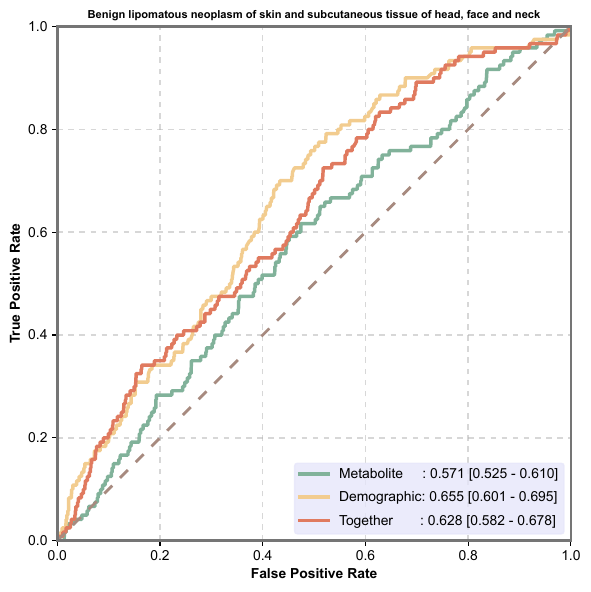 Benign lipomatous neoplasm of skin and subcutaneous tissue of head, face and neck
1.0
0.8
0.6
0.4
0.2
0.0
True Positive Rate
Metabolite : 0.571 [0.525 - 0.610]
Demographic: 0.655 [0.601 - 0.695]
Together : 0.628 [0.582 - 0.678]
0.0 0.2 0.4 0.6 0.8 1.0
False Positive Rate